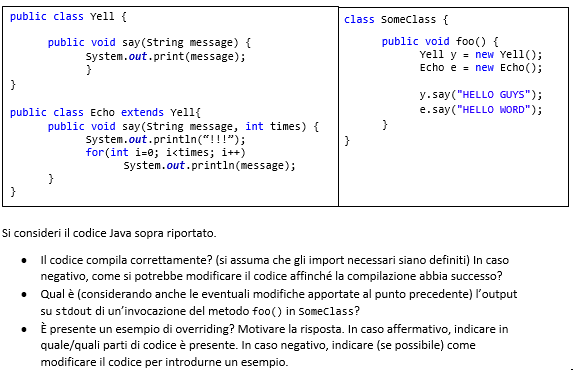 public class Yell {
public void say(String message) {
System.out.print(message);
}
}
public class Echo extends Yell{
public void say(String message, int times) {
System.out.println("!!!");
for(int i=0; i<times; i++)
System.out.println(message);
}
}
class SomeClass {
public void foo() {
Yell y = new Yell();
Echo e = new Echo();
y.say("HELLO GUYS");
e.say("HELLO WORD");
}
}
Si consideri il codice Java sopra riportato.
• Il codice compila correttamente? (si assuma che gli import necessari siano definiti) In caso
negativo, come si potrebbe modificare il codice affinché la compilazione abbia successo?
• Qual è (considerando anche le eventuali modifiche apportate al punto precedente) l'output
su stdout di un'invocazione del metodo foo() in SomeClass?
• È presente un esempio di overriding? Motivare la risposta. In caso affermativo, indicare in
quale/quali parti di codice è presente. In caso negativo, indicare (se possibile) come
modificare il codice per introdurne un esempio.